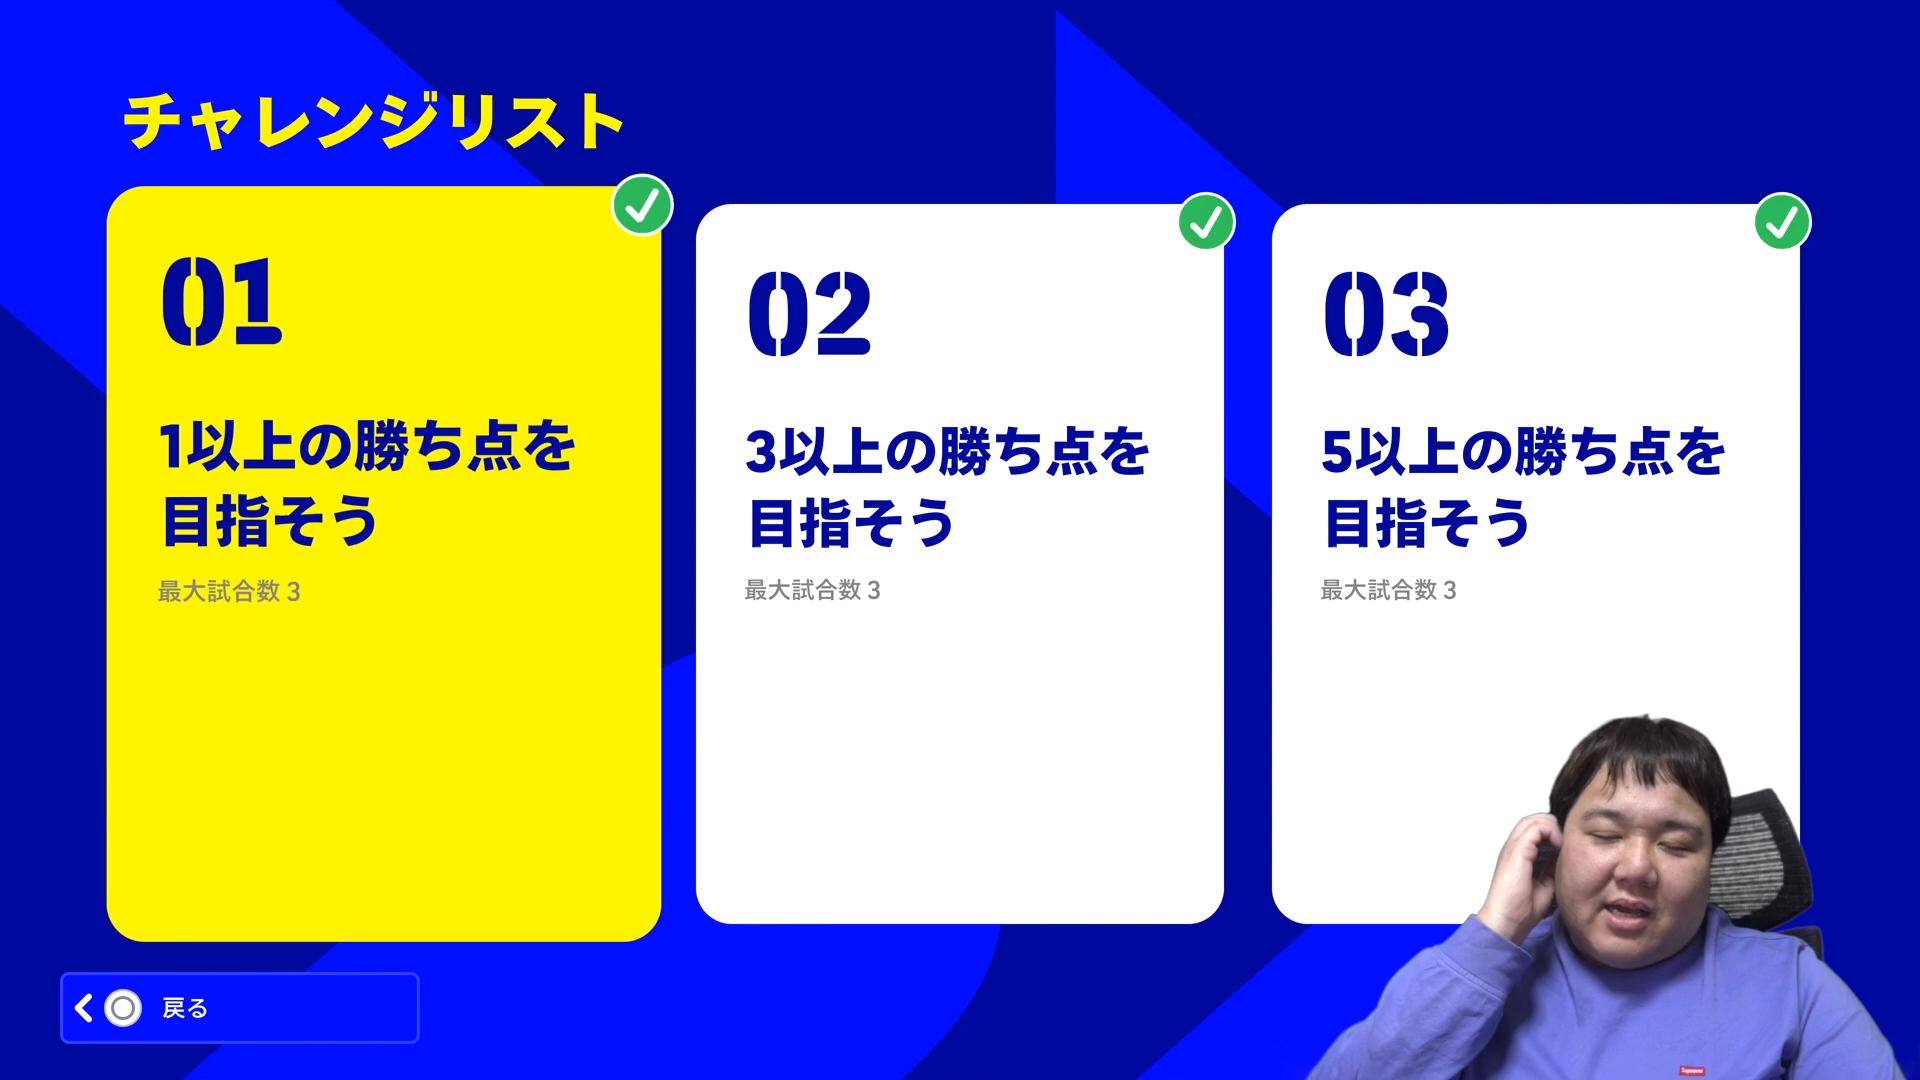 チャレンジリスト
01
1以上の勝ち点を
目指そう
最大試合数 3
02
3以上の勝ち点を
目指そう
最大試合数 3
03
5以上の勝ち点を
目指そう
最大試合数 3
戻る
Supreme